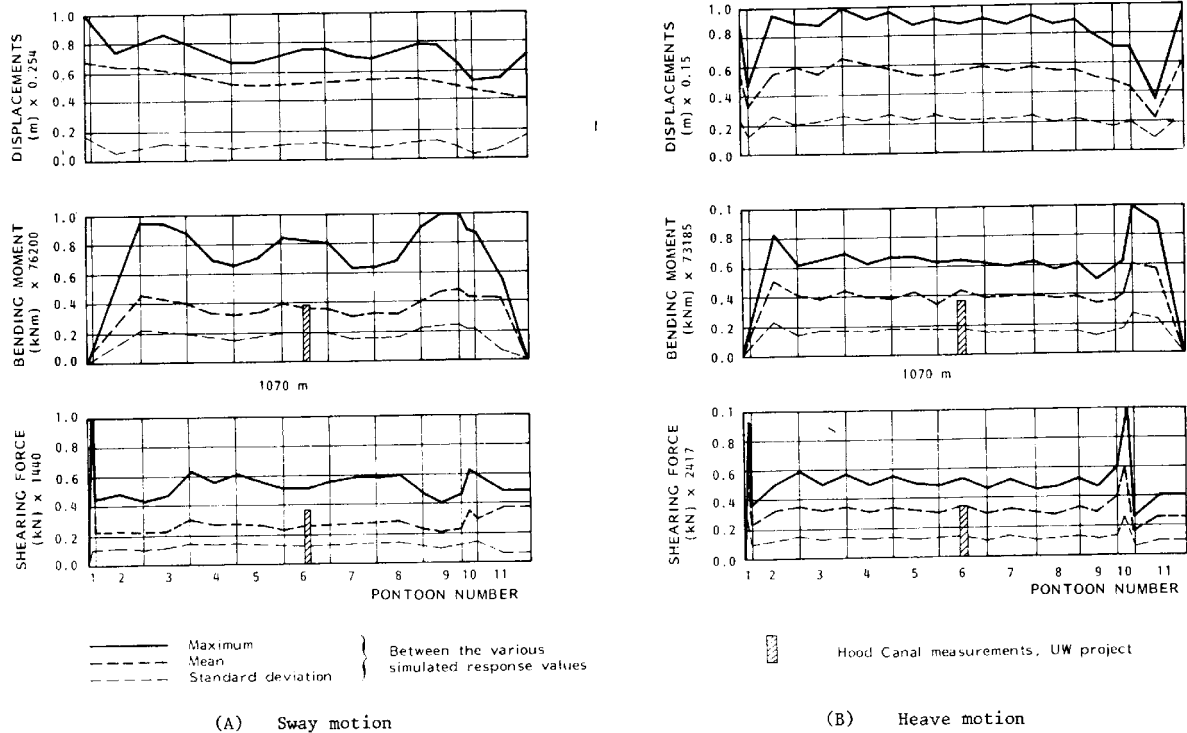 DISPLACEMENTS
(m) x 0.254
1.0
0.8
0.6
0.4
0.2
0.0
BENDING MOMENT
(kNm) x 76200
1.0
0.8
0.6
0.4
0.2
0.0
1070 m
SHEARING FORCE
(kN) x 1440
1.0
0.8
0.6
0.4
0.2
0.0
1 2 3 4 5 6 7 8 9 10 11
PONTOON NUMBER
DISPLACEMENTS
(m) x 0.15
1.0
0.8
0.6
0.4
0.2
0.0
BENDING MOMENT
(kNm) x 73185
0.1
0.8
0.6
0.4
0.2
0.0
1070 m
SHEARING FORCE
(kN) x 2417
0.1
0.8
0.6
0.4
0.2
0.0
1 2 3 4 5 6 7 8 9 10 11
PONTOON NUMBER
Maximum
Mean
Standard deviation
Between the various
simulated response values
Hood Canal measurements, UW project
(A) Sway motion
(B) Heave motion